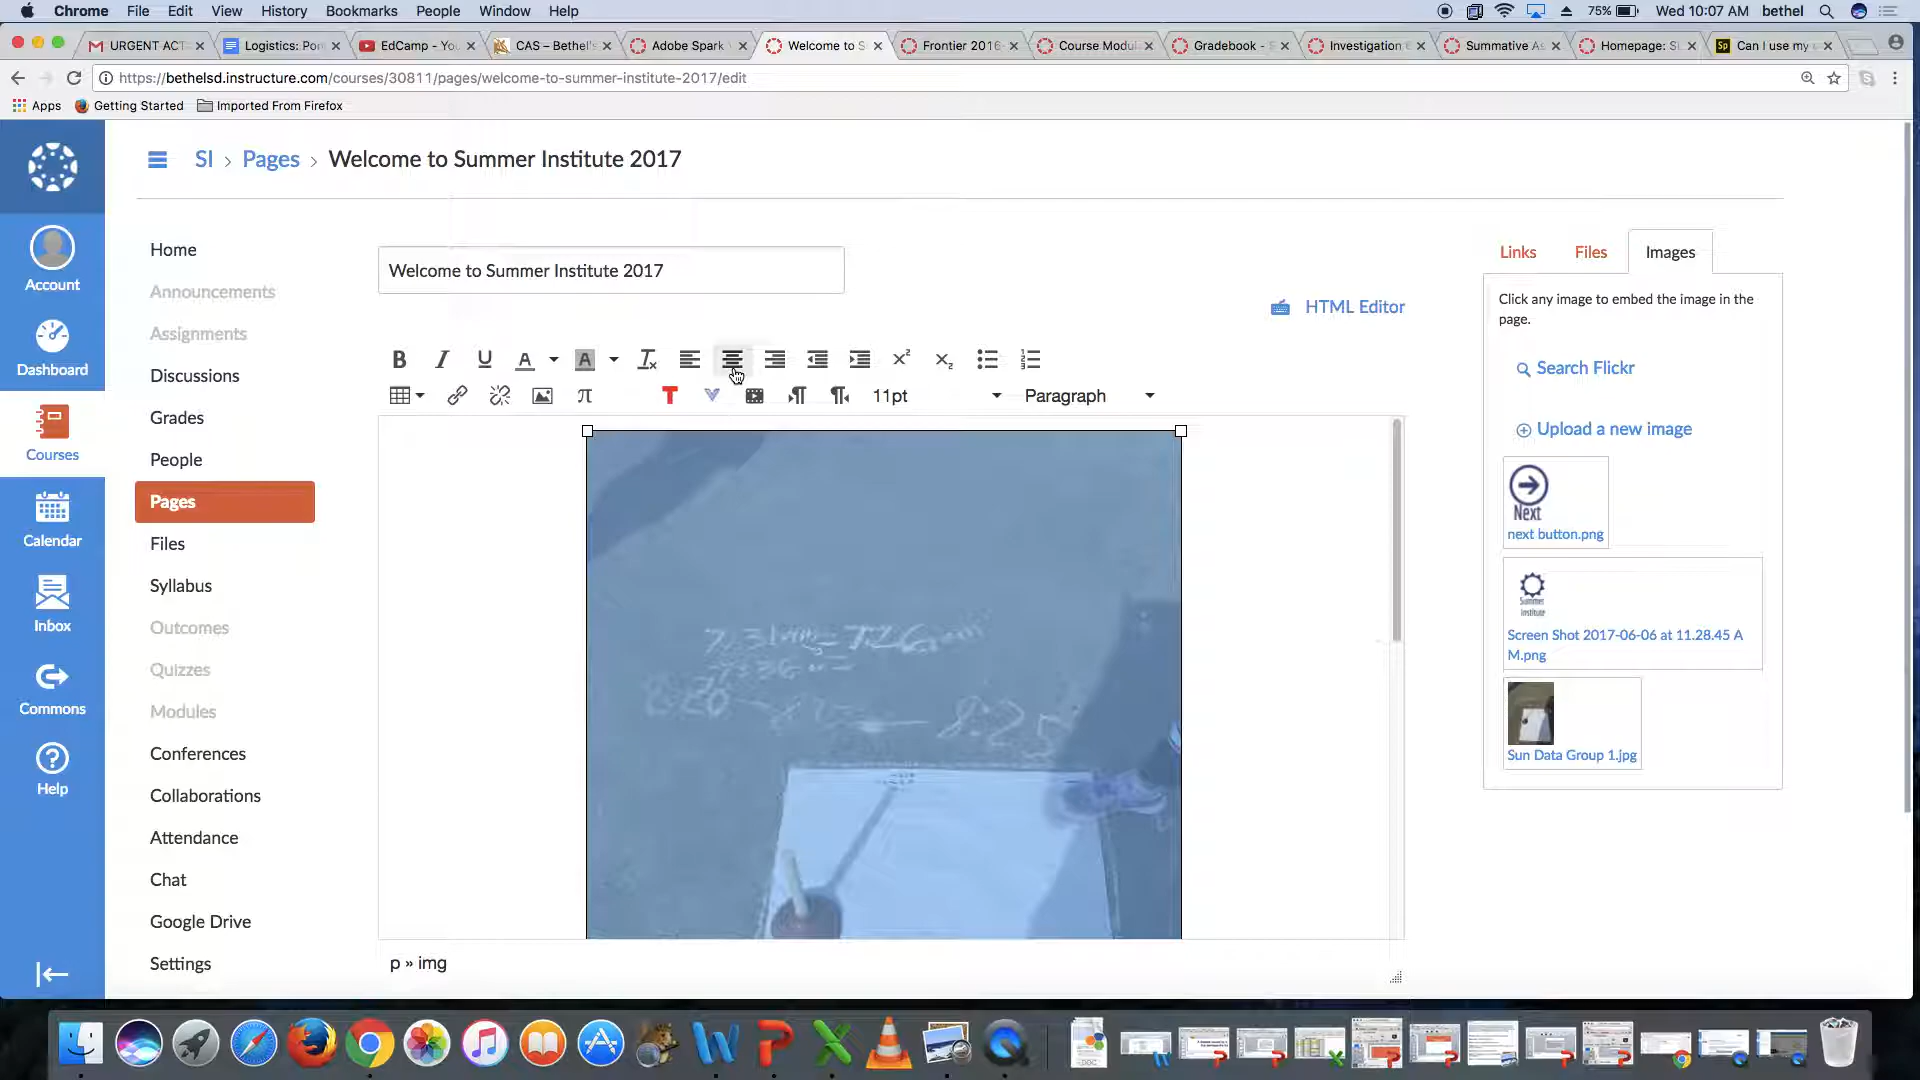 Chrome File Edit View History Bookmarks People Window Help 75% Wed 10:07 AM bethel
URGENT ACT Logistics: Por EdCamp - You CAS – Bethel's Adobe Spark Welcome to S Frontier 2016- Course Modul Gradebook - S Investigation Summative As Homepage: S Sp Can I use my
https://bethelsd.instructure.com/courses/30811/pages/welcome-to-summer-institute-2017/edit
Apps Getting Started Imported From Firefox
SI > Pages > Welcome to Summer Institute 2017
Account
Dashboard
Courses
Calendar
Inbox
Commons
Help
Home
Announcements
Assignments
Discussions
Grades
People
Pages
Files
Syllabus
Outcomes
Quizzes
Modules
Conferences
Collaborations
Attendance
Chat
Google Drive
Settings
Welcome to Summer Institute 2017
HTML Editor
B I U A A
T 11pt Paragraph
8:25
p » img
Links Files Images
Click any image to embed the image in the
page.
Search Flickr
Upload a new image
Next
next button.png
Summer
Institute
Screen Shot 2017-06-06 at 11.28.45 A
M.png
Sun Data Group 1.jpg